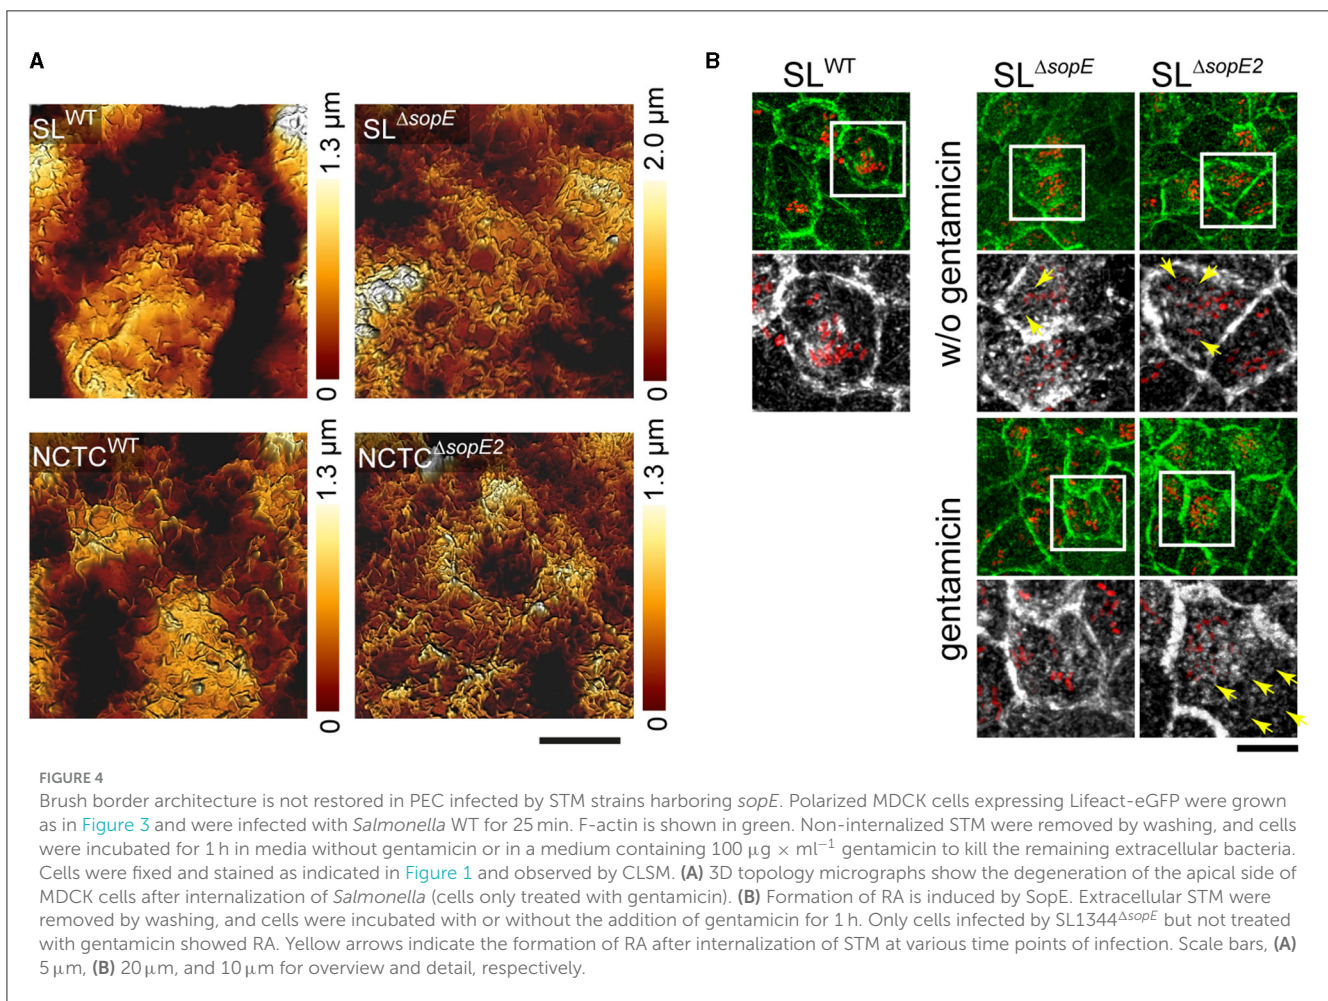 A
SL^WT
1.3 µm
0
SL^ΔsopE
2.0 µm
0
NCTC^WT
1.3 µm
0
NCTC^ΔsopE2
1.3 µm
0
B
SL^WT
SL^ΔsopE
SL^ΔsopE2
w/o gentamicin
gentamicin
FIGURE 4
Brush border architecture is not restored in PEC infected by STM strains harboring sopE. Polarized MDCK cells expressing Lifeact-eGFP were grown
as in Figure 3 and were infected with Salmonella WT for 25 min. F-actin is shown in green. Non-internalized STM were removed by washing, and cells
were incubated for 1 h in media without gentamicin or in a medium containing 100 µg × ml⁻¹ gentamicin to kill the remaining extracellular bacteria.
Cells were fixed and stained as indicated in Figure 1 and observed by CLSM. (A) 3D topology micrographs show the degeneration of the apical side of
MDCK cells after internalization of Salmonella (cells only treated with gentamicin). (B) Formation of RA is induced by SopE. Extracellular STM were
removed by washing, and cells were incubated with or without the addition of gentamicin for 1 h. Only cells infected by SL1344^ΔsopE but not treated
with gentamicin showed RA. Yellow arrows indicate the formation of RA after internalization of STM at various time points of infection. Scale bars, (A)
5 µm, (B) 20 µm, and 10 µm for overview and detail, respectively.